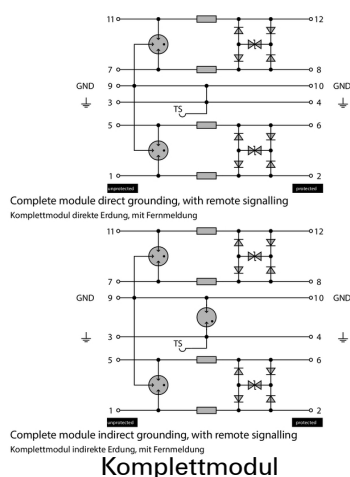 11 12
7 8
GND 9 10 GND
3 4
TS
5 6
1 2
unprotected protected
Complete module direct grounding, with remote signalling
Komplettmodul direkte Erdung, mit Fernmeldung
11 12
7 8
GND 9 10 GND
3 4
TS
5 6
1 2
unprotected protected
Complete module indirect grounding, with remote signalling
Komplettmodul indirekte Erdung, mit Fernmeldung
Komplettmodul